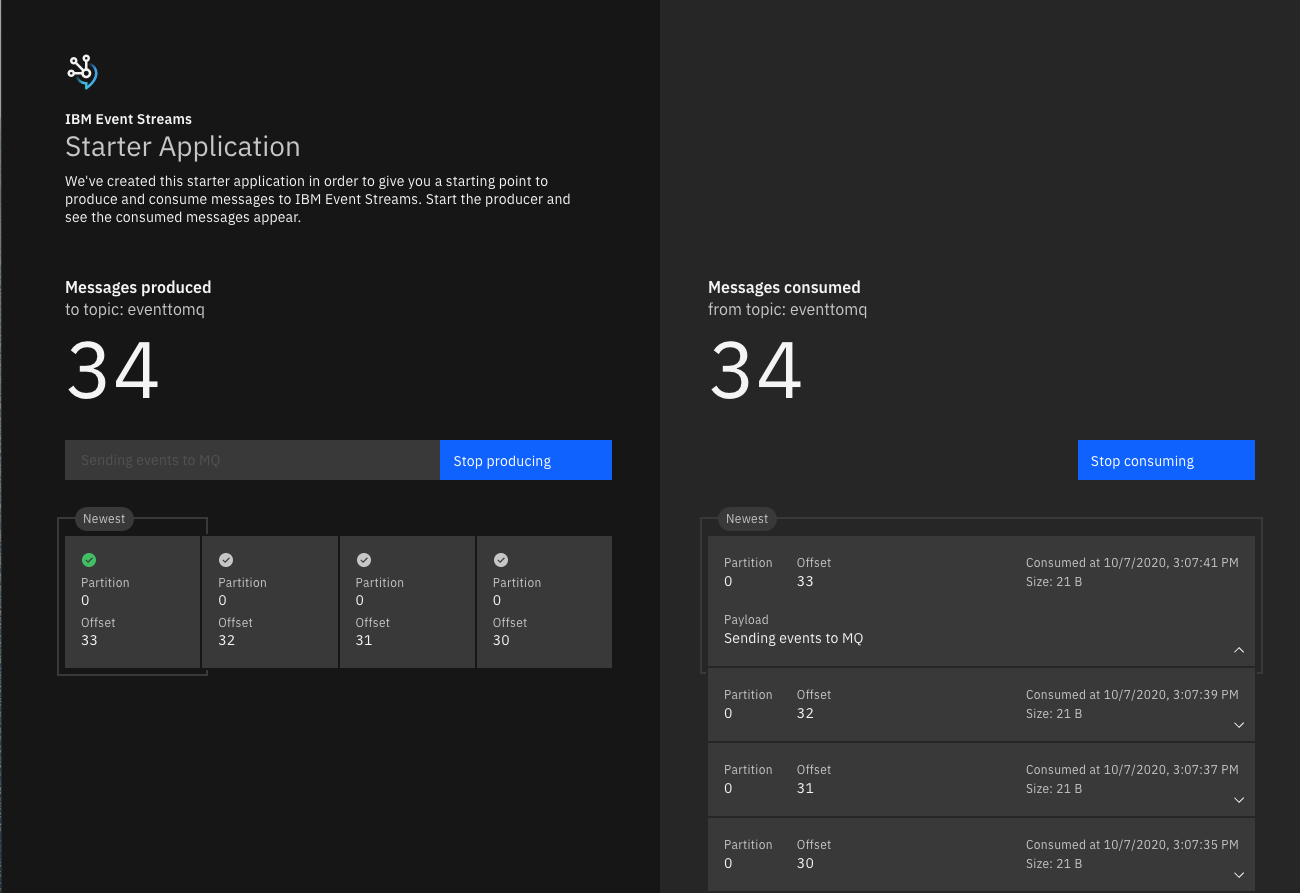 IBM Event Streams
Starter Application
We've created this starter application in order to give you a starting point to
produce and consume messages to IBM Event Streams. Start the producer and
see the consumed messages appear.
Messages produced
to topic: eventtomq
34
Sending events to MQ
Stop producing
Newest
Partition
0
Offset
33
Partition
0
Offset
32
Partition
0
Offset
31
Partition
0
Offset
30
Messages consumed
from topic: eventtomq
34
Stop consuming
Newest
Partition Offset Consumed at 10/7/2020, 3:07:41 PM
0 33 Size: 21 B
Payload
Sending events to MQ
Partition Offset Consumed at 10/7/2020, 3:07:39 PM
0 32 Size: 21 B
Partition Offset Consumed at 10/7/2020, 3:07:37 PM
0 31 Size: 21 B
Partition Offset Consumed at 10/7/2020, 3:07:35 PM
0 30 Size: 21 B